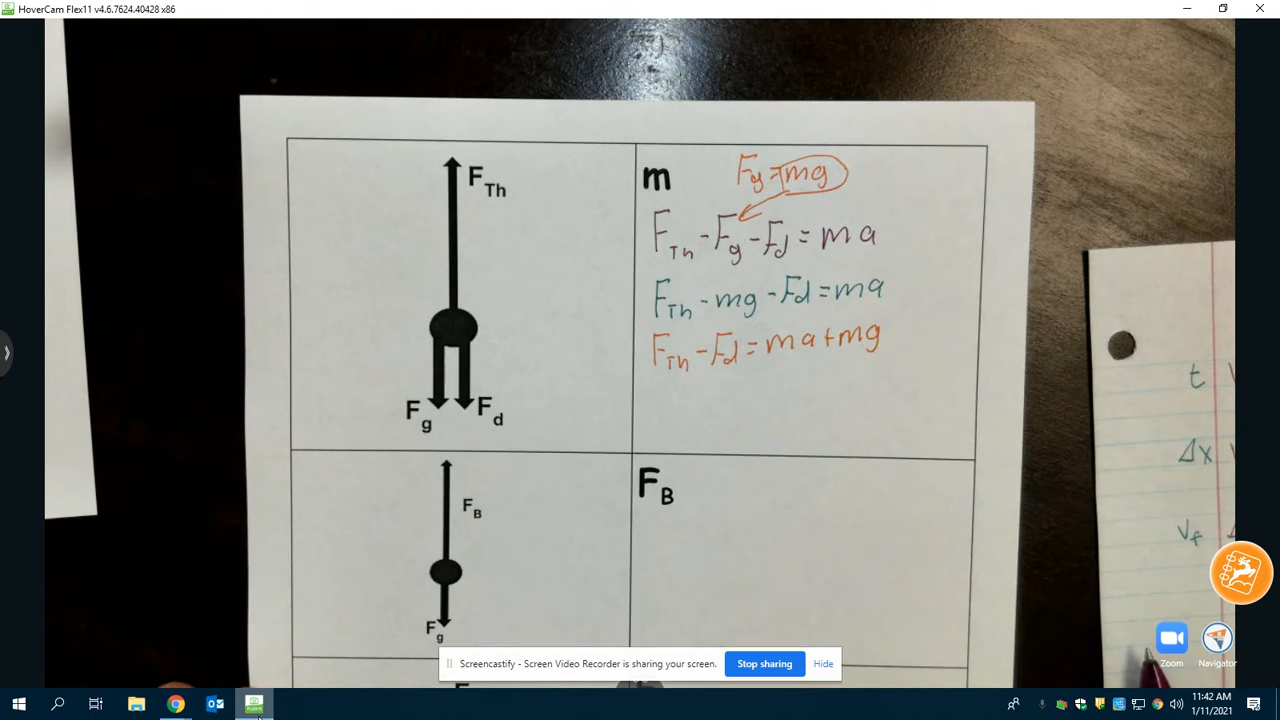 HoverCam Flex11 v4.6.7624.40428 x86
F Th
F g
F d
m
Fg = mg
F Th - Fg - Fd = ma
F Th - mg - Fd = ma
F Th - Fd = ma + mg
F B
F g
F B
t
Δx
Vf
Screencastify - Screen Video Recorder is sharing your screen.
Stop sharing
Hide
Zoom
Navigator
11:42 AM
1/11/2021